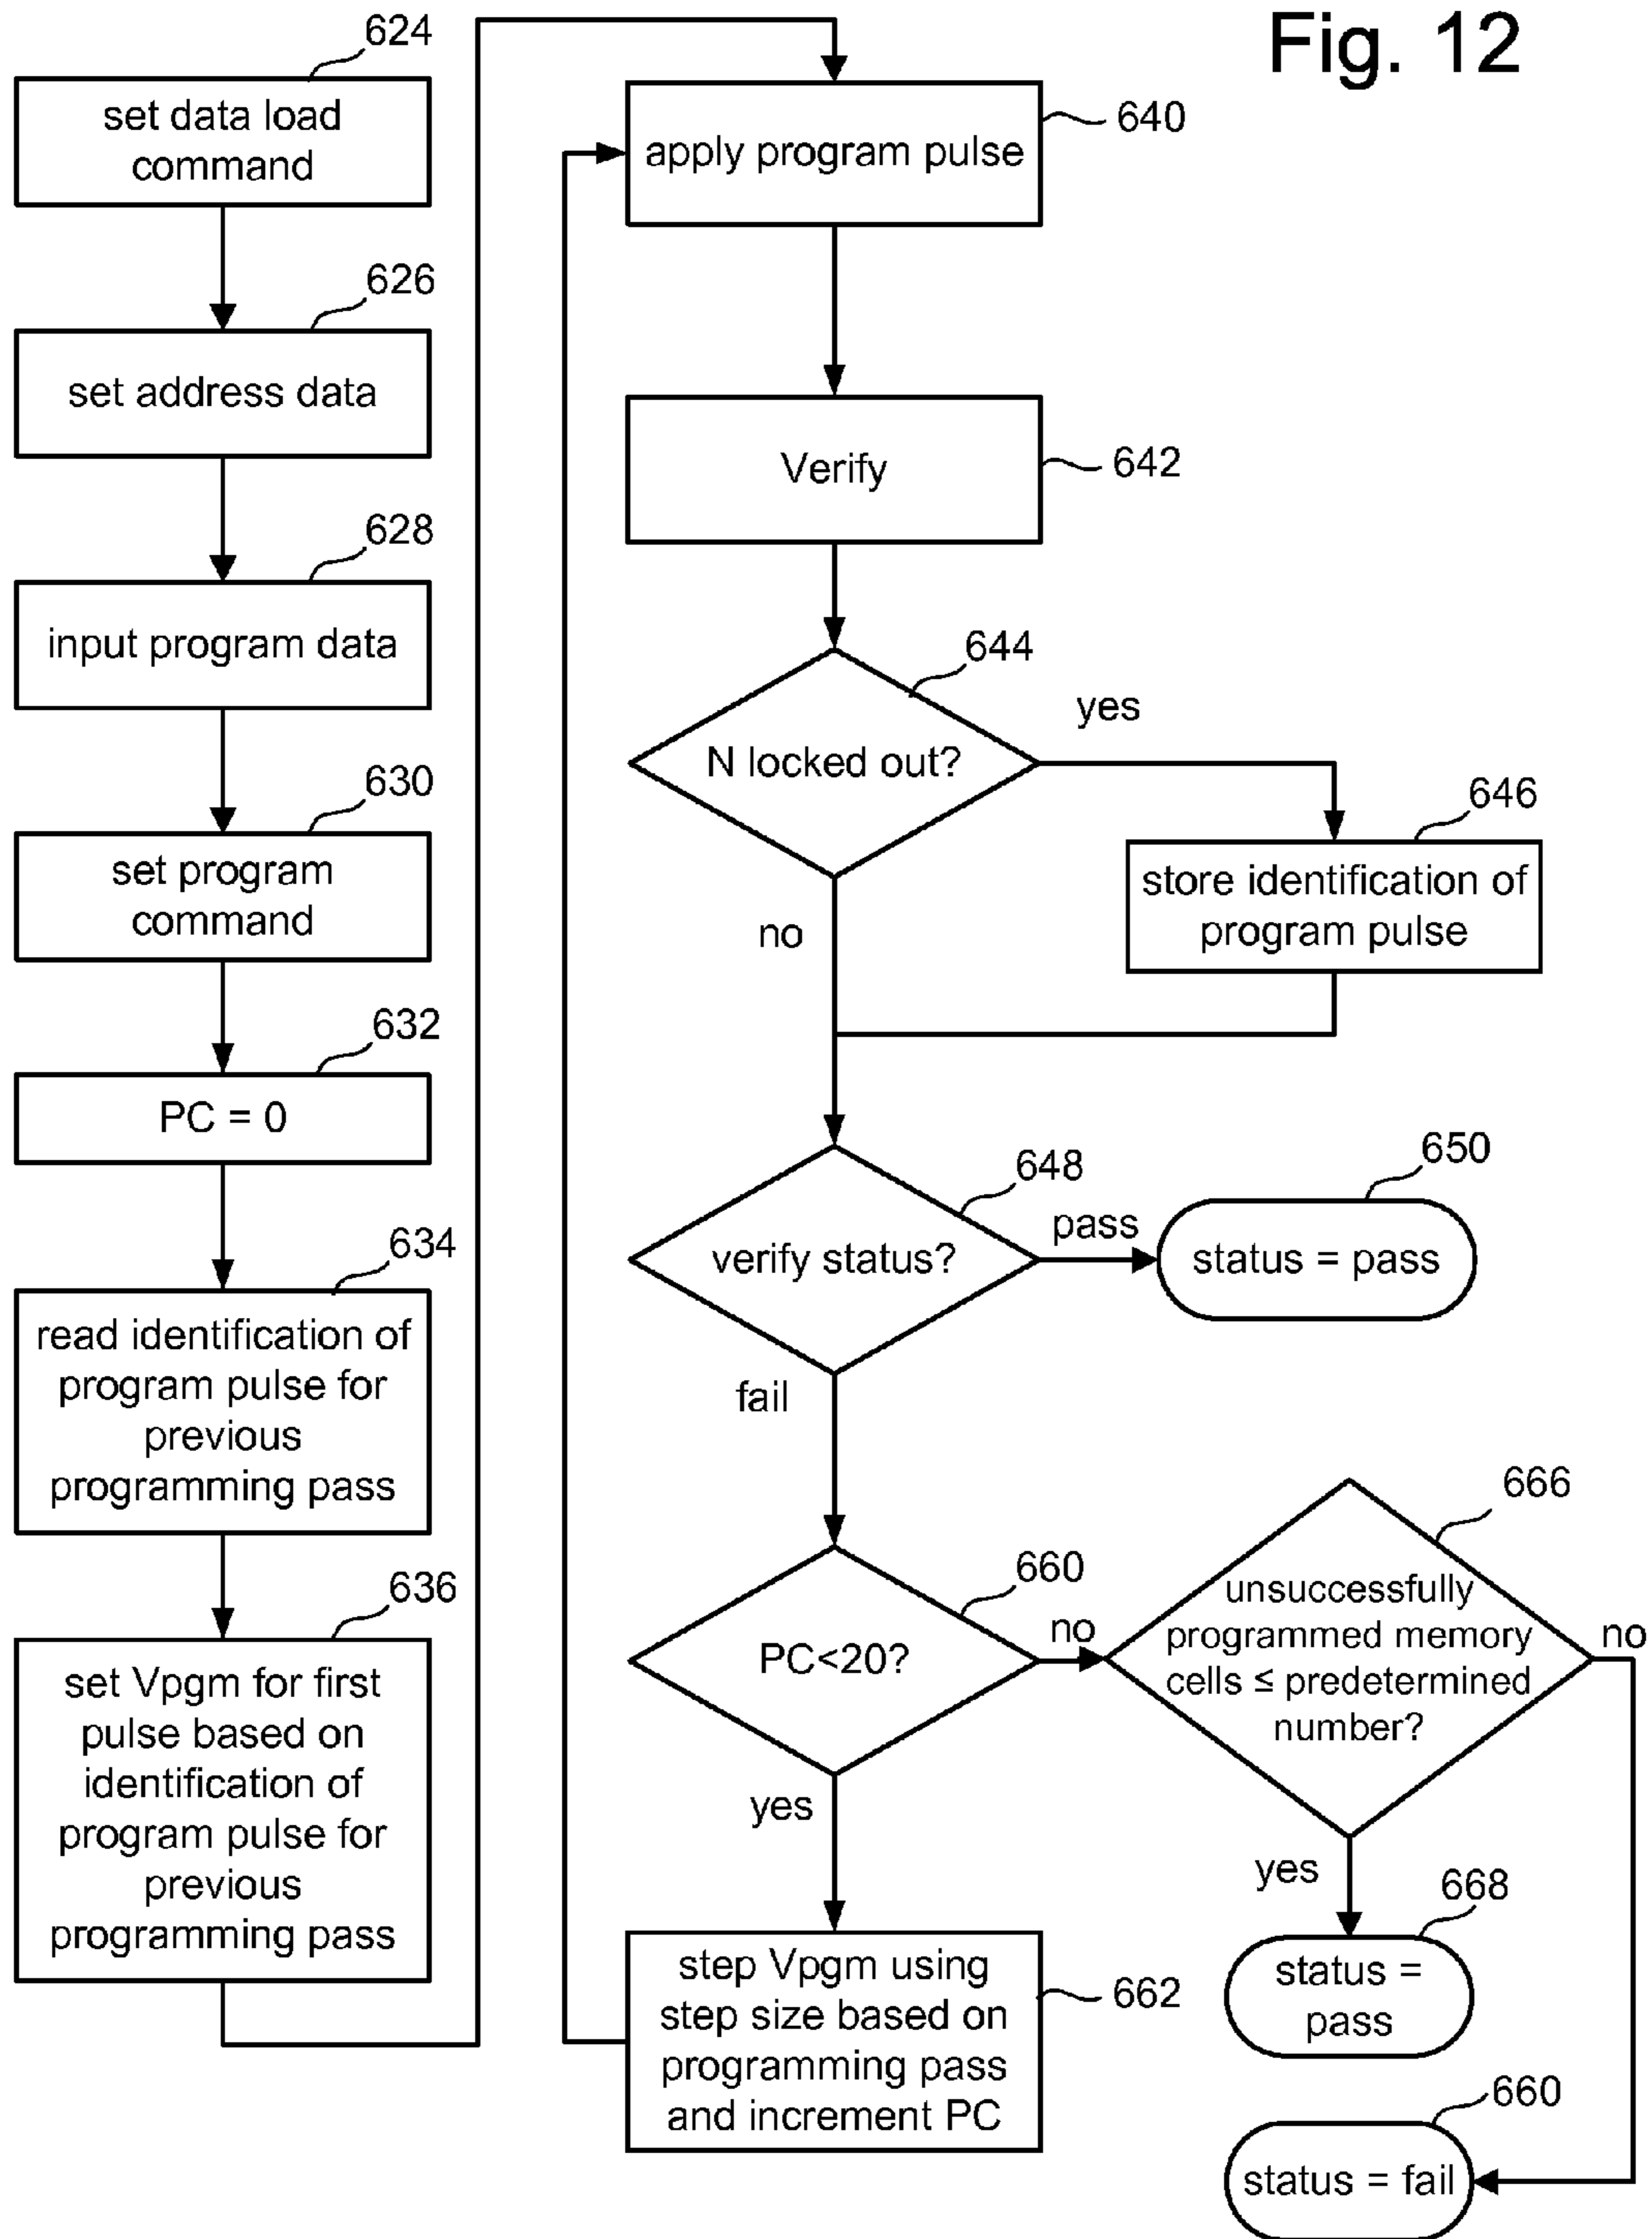 Fig. 12
624
set data load
command
626
set address data
628
input program data
630
set program
command
632
PC = 0
634
read identification of
program pulse for
previous
programming pass
636
set Vpgm for first
pulse based on
identification of
program pulse for
previous
programming pass
640
apply program pulse
642
Verify
644
N locked out?
yes
no
646
store identification of
program pulse
648
verify status?
pass
fail
650
status = pass
660
PC<20?
no
yes
662
step Vpgm using
step size based on
programming pass
and increment PC
666
unsuccessfully
programmed memory
cells ≤ predetermined
number?
no
yes
668
status =
pass
660
status = fail